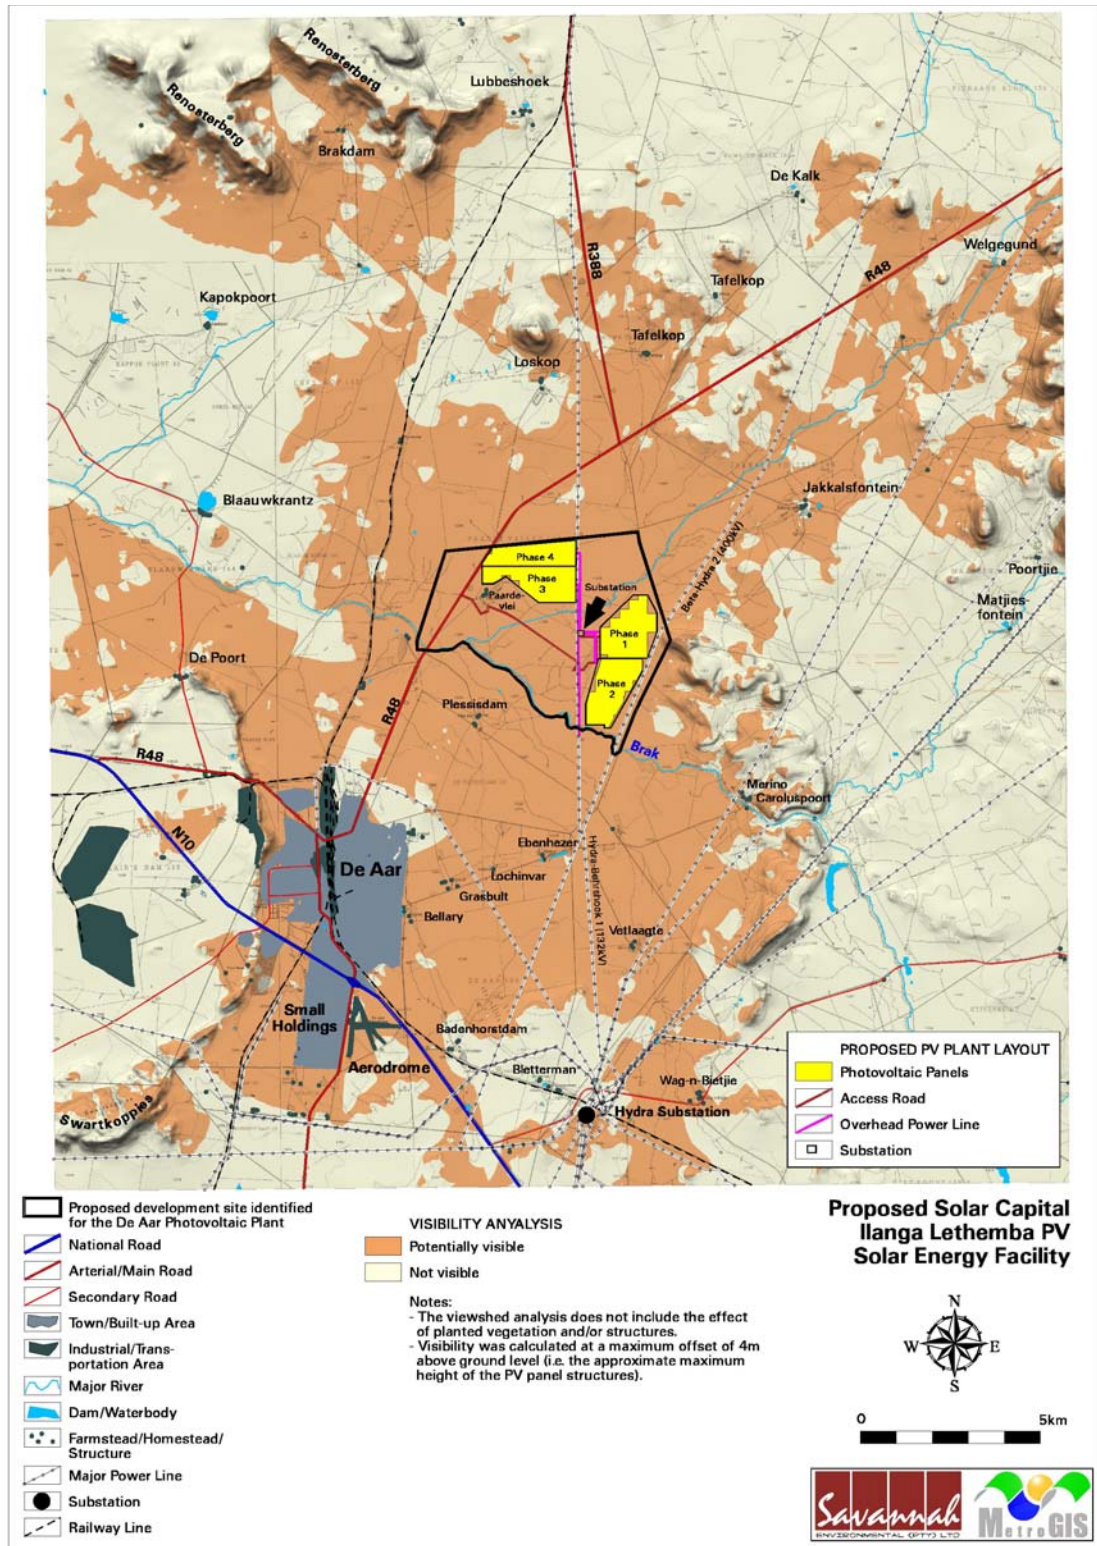 Renosterberg
Renosterberg
Lubbeshoek
Brakdam
De Kalk
R388
R48
Welgegund
Tafelkop
Kapokpoort
Tafelkop
Loskop
Blaauwkrantz
Jakkalsfontein
Beta-Hydra 2 (400kV)
Phase 4
Phase
3
Substation
Paarde-
vlei
Poortjie
Matjies-
fontein
Phase
1
De Poort
Phase
2
Plessisdam
R48
Brak
R48
Merino
Caroluspoort
N10
Ebenhaezer
De Aar
Lochinvar
Grasbult
Bellary
Vetlaagte
Small
Holdings
Badenhorstdam
Aerodrome
Bletterman
Wag-n-Bietjie
Hydra Substation
Swartkoppies
PROPOSED PV PLANT LAYOUT
Photovoltaic Panels
Access Road
Overhead Power Line
Substation
Proposed development site identified
for the De Aar Photovoltaic Plant
National Road
Arterial/Main Road
Secondary Road
Town/Built-up Area
Industrial/Trans-
portation Area
Major River
Dam/Waterbody
Farmstead/Homestead/
Structure
Major Power Line
Substation
Railway Line
VISIBILITY ANYALYSIS
Potentially visible
Not visible
Notes:
- The viewshed analysis does not include the effect
of planted vegetation and/or structures.
- Visibility was calculated at a maximum offset of 4m
above ground level (i.e. the approximate maximum
height of the PV panel structures).
Proposed Solar Capital
Ilanga Lethemba PV
Solar Energy Facility
N
W E
S
0 5km
Savannah
ENVIRONMENTAL (PTY) LTD
MetroGIS